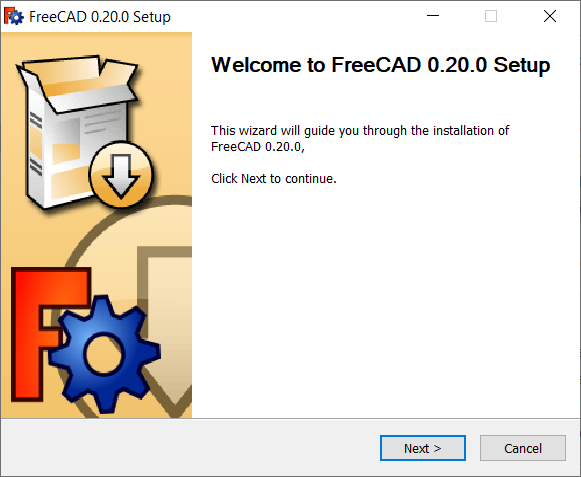 FreeCAD 0.20.0 Setup
Welcome to FreeCAD 0.20.0 Setup
This wizard will guide you through the installation of
FreeCAD 0.20.0,
Click Next to continue.
Next >
Cancel